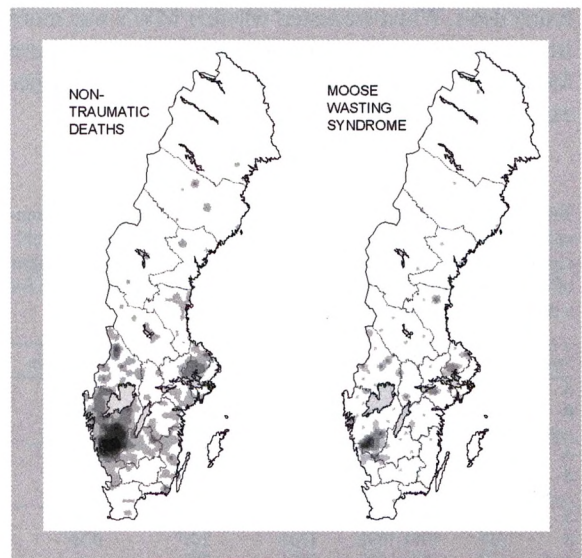 NON-
TRAUMATIC
DEATHS
MOOSE
WASTING
SYNDROME